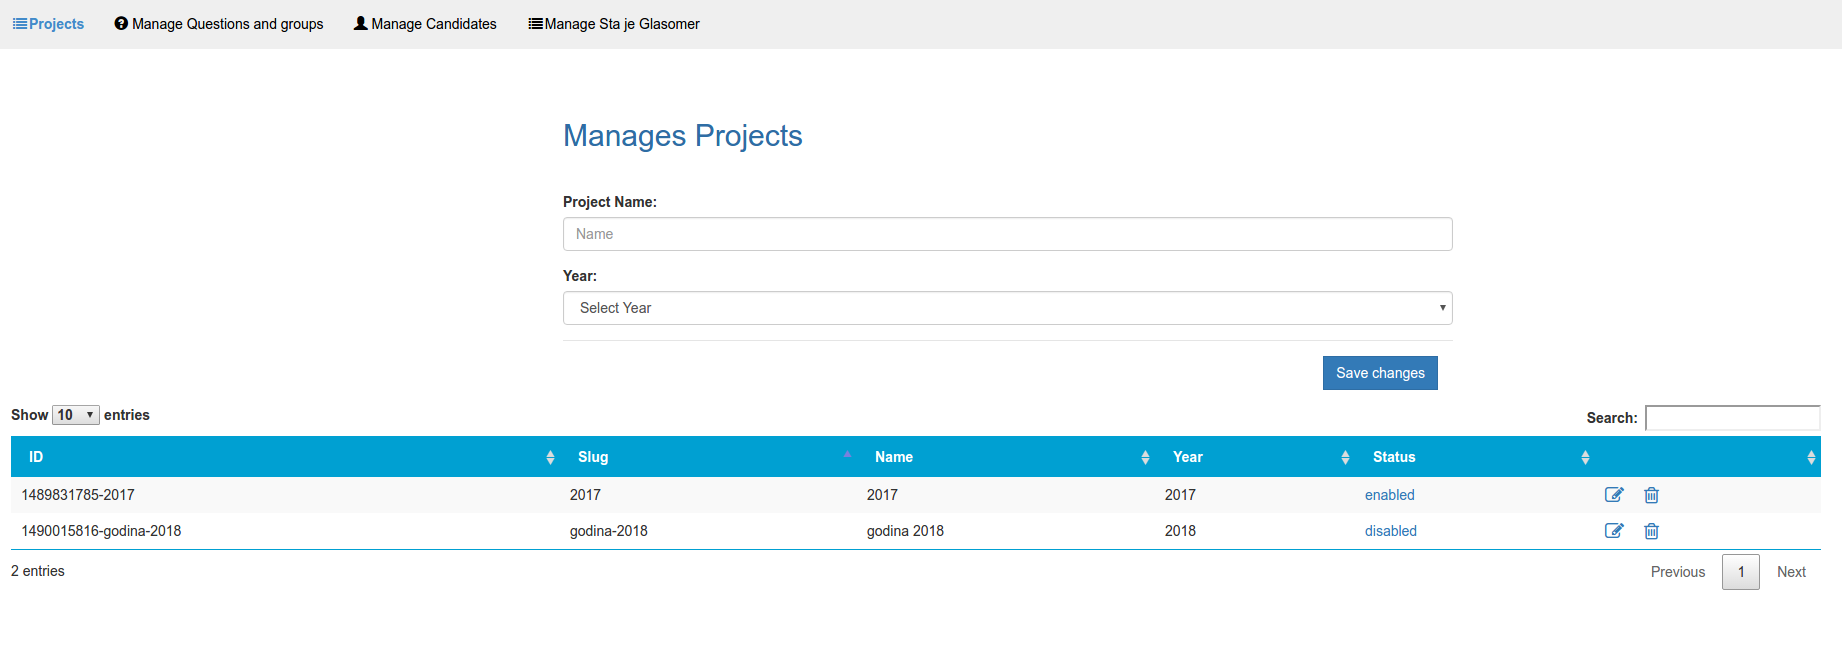 Projects Manage Questions and groups Manage Candidates Manage Sta je Glasomer
Manages Projects
Project Name:
Name
Year:
Select Year
Save changes
Show 10 entries Search:
ID Slug Name Year Status
1489831785-2017 2017 2017 2017 enabled
1490015816-godina-2018 godina-2018 godina 2018 2018 disabled
2 entries Previous 1 Next